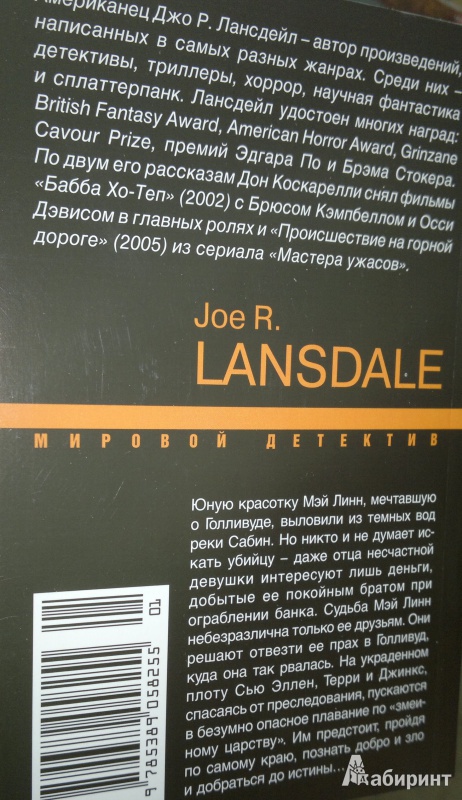 Американец Джо Р. Лансдейл – автор произведений,
написанных в самых разных жанрах. Среди них –
детективы, триллеры, хоррор, научная фантастика
и сплаттерпанк. Лансдейл удостоен многих наград:
British Fantasy Award, American Horror Award, Grinzane
Cavour Prize, премий Эдгара По и Брэма Стокера.
По двум его рассказам Дон Коскарелли снял фильмы
«Бабба Хо-Теп» (2002) с Брюсом Кэмпбеллом и Осси
Дэвисом в главных ролях и «Происшествие на горной
дороге» (2005) из сериала «Мастера ужасов».
Joe R.
LANSDALE
МИРОВОЙ ДЕТЕКТИВ
Юную красотку Мэй Линн, мечтавшую
о Голливуде, выловили из темных вод
реки Сабин. Но никто и не думает ис-
кать убийцу – даже отца несчастной
девушки интересуют лишь деньги,
добытые ее покойным братом при
ограблении банка. Судьба Мэй Линн
небезразлична только ее друзьям. Они
решают отвезти ее прах в Голливуд,
куда она так рвалась. На украденном
плоту Сью Эллен, Терри и Джинкс,
спасаясь от преследования, пускаются
в безумно опасное плавание по «змеи-
ному царству». Им предстоит, пройдя
по самому краю, познать добро и зло
и добраться до истины...
9 785389 058255
01
Лабиринт